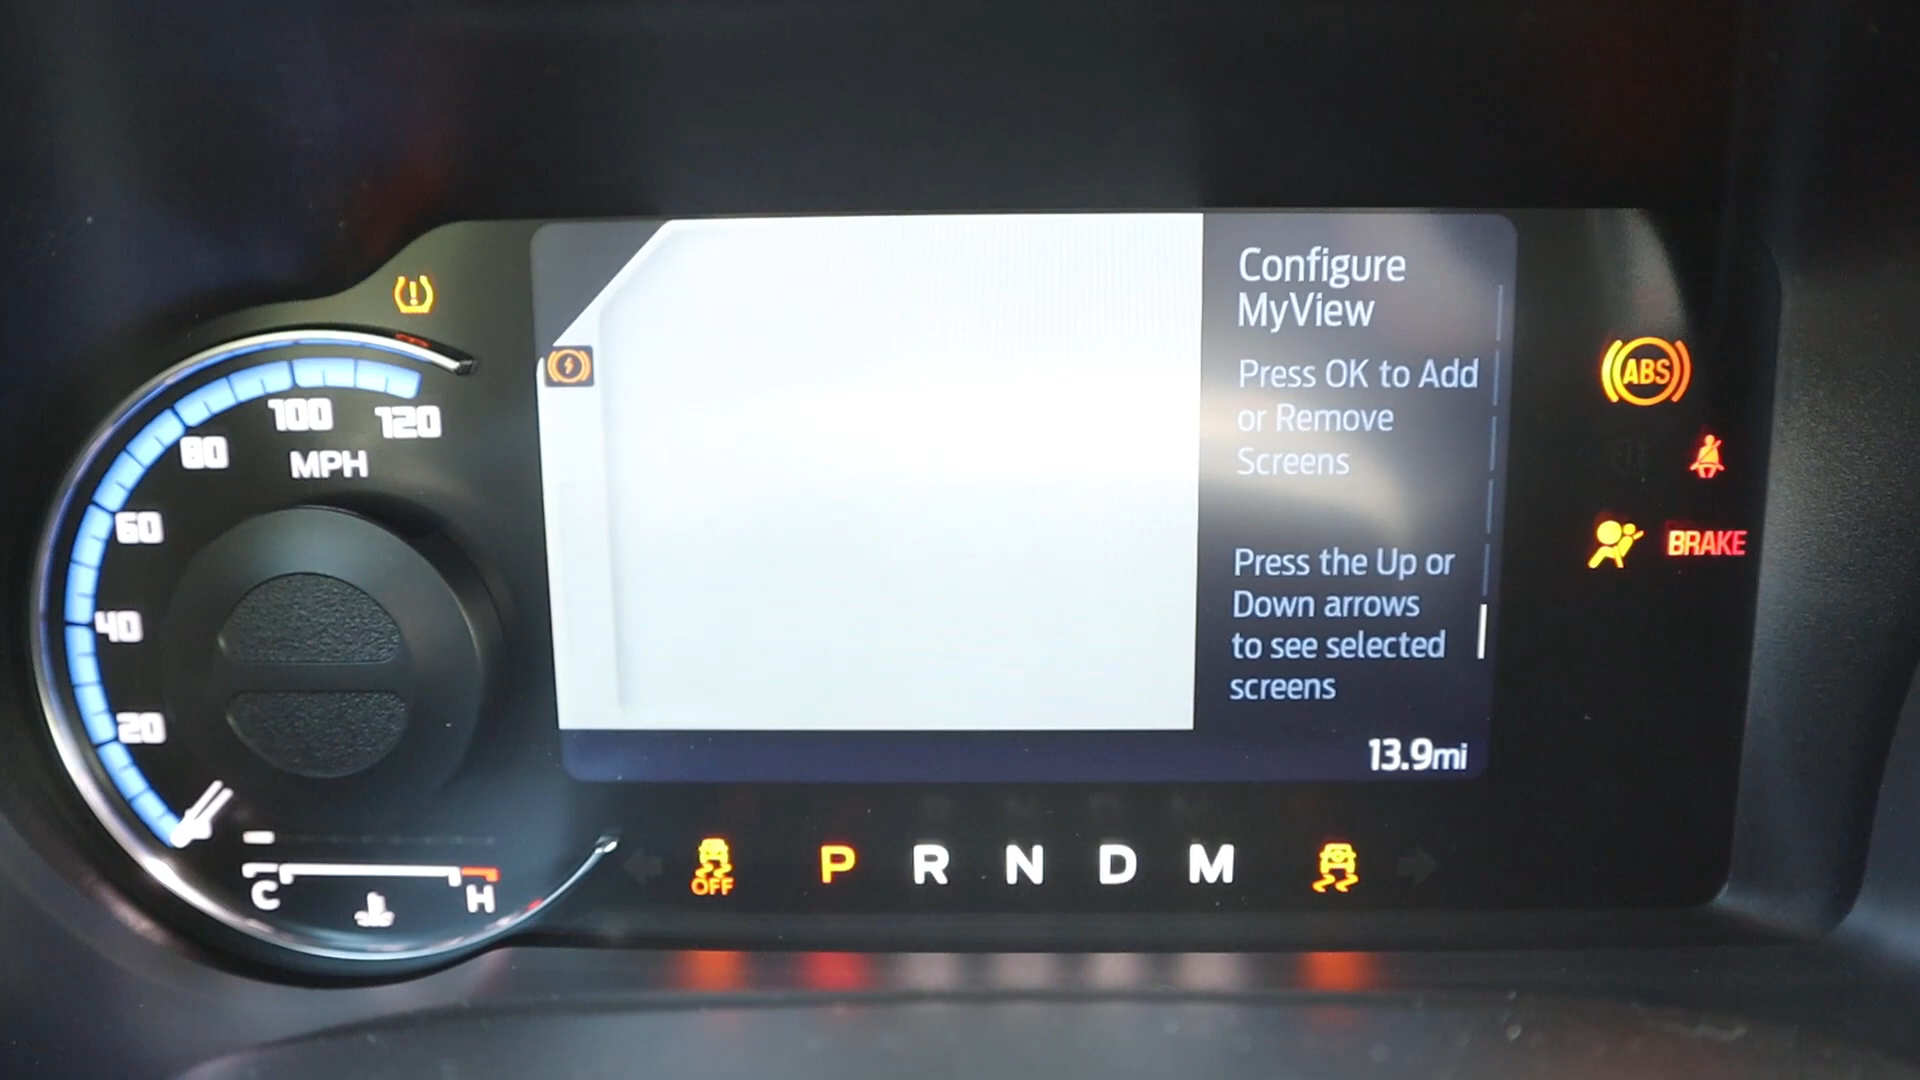 Configure
MyView
Press OK to Add
or Remove
Screens
Press the Up or
Down arrows
to see selected
screens
13.9mi
120
100
80
MPH
60
40
20
C
H
ABS
BRAKE
OFF
P R N D M